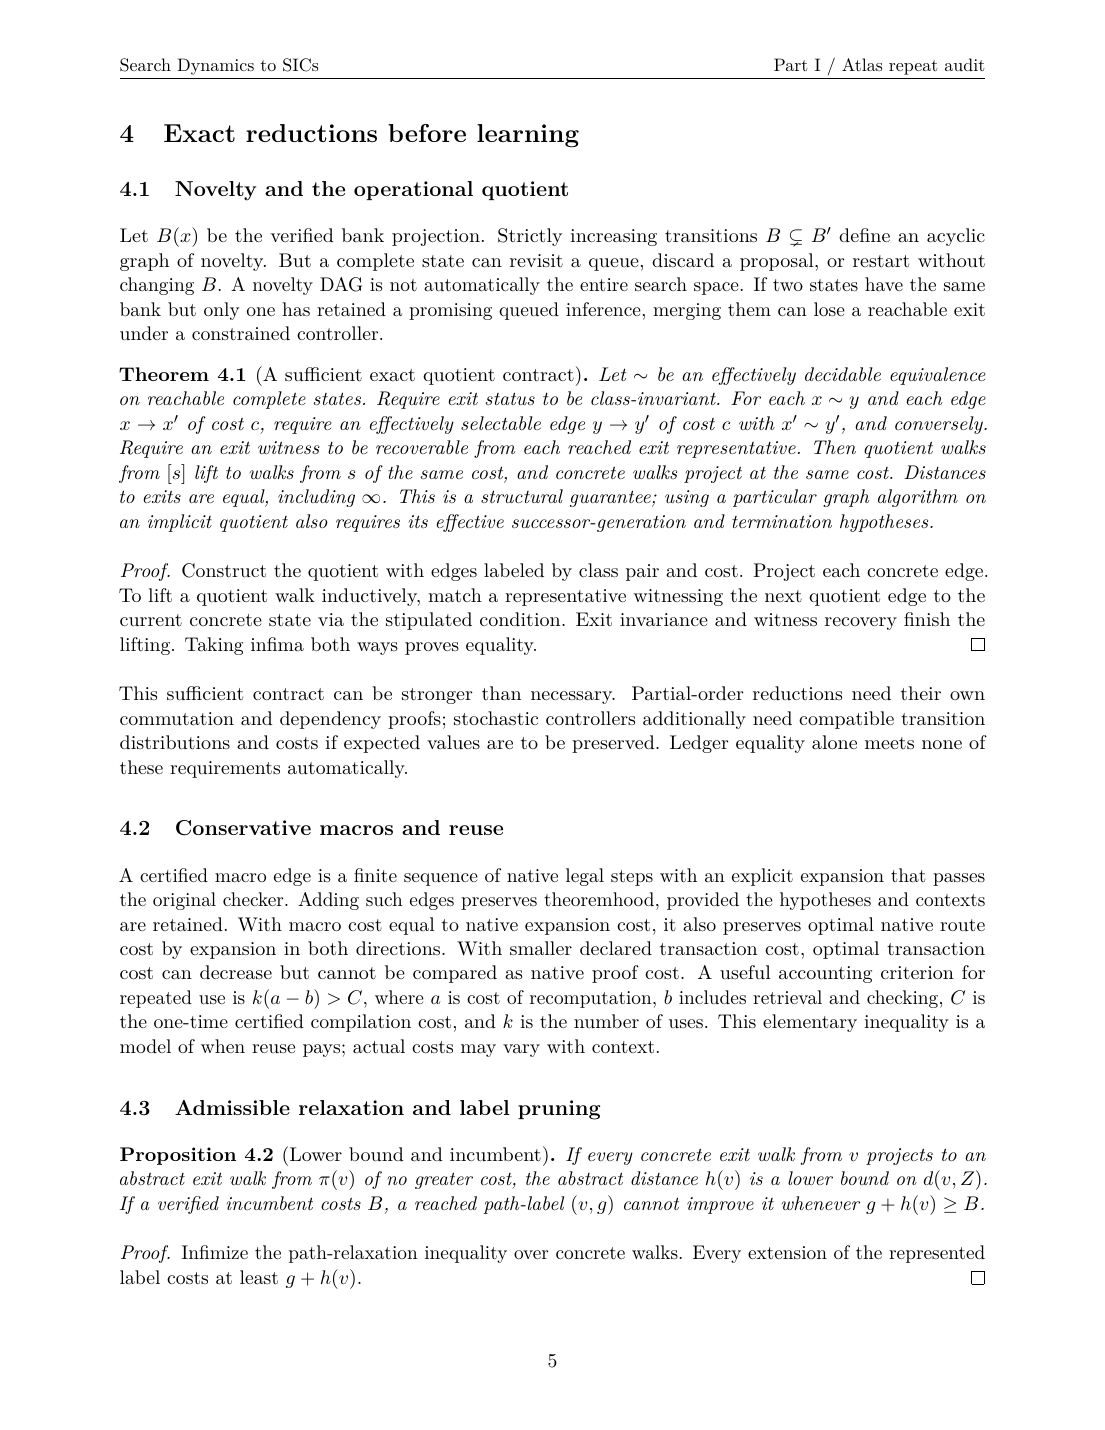 Search Dynamics to SICs
Part I / Atlas repeat audit
4 Exact reductions before learning
4.1 Novelty and the operational quotient
Let B(x) be the verified bank projection. Strictly increasing transitions B ⊊ B′ define an acyclic
graph of novelty. But a complete state can revisit a queue, discard a proposal, or restart without
changing B. A novelty DAG is not automatically the entire search space. If two states have the same
bank but only one has retained a promising queued inference, merging them can lose a reachable exit
under a constrained controller.
Theorem 4.1 (A sufficient exact quotient contract). Let ∼ be an effectively decidable equivalence
on reachable complete states. Require exit status to be class-invariant. For each x ∼ y and each edge
x → x′ of cost c, require an effectively selectable edge y → y′ of cost c with x′ ∼ y′, and conversely.
Require an exit witness to be recoverable from each reached exit representative. Then quotient walks
from [s] lift to walks from s of the same cost, and concrete walks project at the same cost. Distances
to exits are equal, including ∞. This is a structural guarantee; using a particular graph algorithm on
an implicit quotient also requires its effective successor-generation and termination hypotheses.
Proof. Construct the quotient with edges labeled by class pair and cost. Project each concrete edge.
To lift a quotient walk inductively, match a representative witnessing the next quotient edge to the
current concrete state via the stipulated condition. Exit invariance and witness recovery finish the
lifting. Taking infima both ways proves equality. □
This sufficient contract can be stronger than necessary. Partial-order reductions need their own
commutation and dependency proofs; stochastic controllers additionally need compatible transition
distributions and costs if expected values are to be preserved. Ledger equality alone meets none of
these requirements automatically.
4.2 Conservative macros and reuse
A certified macro edge is a finite sequence of native legal steps with an explicit expansion that passes
the original checker. Adding such edges preserves theoremhood, provided the hypotheses and contexts
are retained. With macro cost equal to native expansion cost, it also preserves optimal native route
cost by expansion in both directions. With smaller declared transaction cost, optimal transaction
cost can decrease but cannot be compared as native proof cost. A useful accounting criterion for
repeated use is k(a − b) > C, where a is cost of recomputation, b includes retrieval and checking, C is
the one-time certified compilation cost, and k is the number of uses. This elementary inequality is a
model of when reuse pays; actual costs may vary with context.
4.3 Admissible relaxation and label pruning
Proposition 4.2 (Lower bound and incumbent). If every concrete exit walk from v projects to an
abstract exit walk from π(v) of no greater cost, the abstract distance h(v) is a lower bound on d(v, Z).
If a verified incumbent costs B, a reached path-label (v, g) cannot improve it whenever g + h(v) ≥ B.
Proof. Infimize the path-relaxation inequality over concrete walks. Every extension of the represented
label costs at least g + h(v). □
5